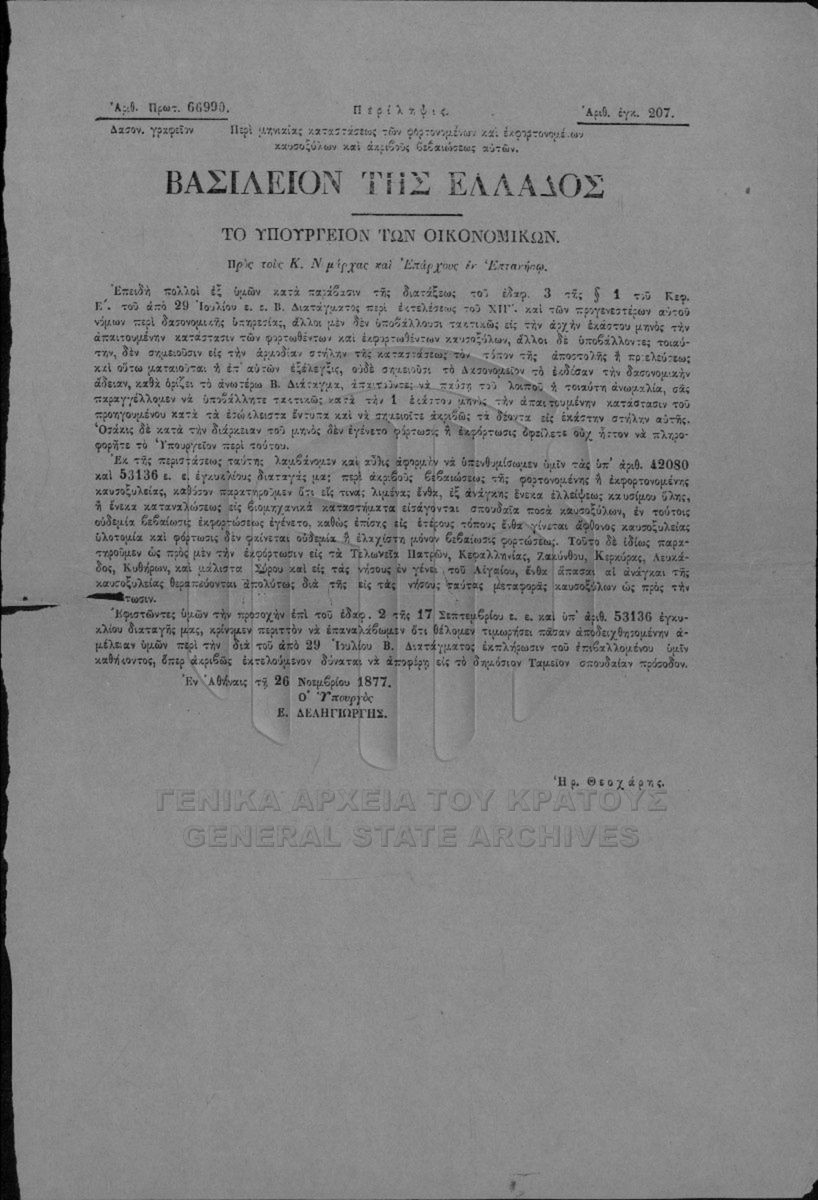 Ἀριθ. Πρωτ. 66990. Περίληψις. Ἀριθ. ἐγκ. 207.
Δασον. γραφεῖον Περὶ μηνιαίας καταστάσεως τῶν φορτονομένων καὶ ἐκφορτονομένων
καυσοξύλων καὶ ἀκριβοῦς βεβαιώσεως αὐτῶν.
ΒΑΣΙΛΕΙΟΝ ΤΗΣ ΕΛΛΑΔΟΣ
ΤΟ ΥΠΟΥΡΓΕΙΟΝ ΤΩΝ ΟΙΚΟΝΟΜΙΚΩΝ.
Πρὸς τοὺς Κ. Νομάρχας καὶ Ἐπάρχους ἐν Ἑπτανήσῳ.
Ἐπειδὴ πολλοὶ ἐξ ὑμῶν κατὰ παράβασιν τῆς διατάξεως τοῦ ἐδαφ. 3 τῆς § 1 τοῦ Κεφ.
Ε΄. τοῦ ἀπὸ 29 Ἰουλίου ε. ε. Β. Διατάγματος περὶ ἐκτελέσεως τοῦ ΧΙΓ΄. καὶ τῶν προγενεστέρων αὐτοῦ
νόμων περὶ δασονομικῆς ὑπηρεσίας, ἄλλοι μὲν δὲν ὑποβάλλουσι τακτικῶς εἰς τὴν ἀρχὴν ἑκάστου μηνὸς τὴν
ἀπαιτουμένην κατάστασιν τῶν φορτωθέντων καὶ ἐκφορτωθέντων καυσοξύλων, ἄλλοι δὲ ὑποβάλλοντες τοιαύ-
την, δὲν σημειοῦσιν εἰς τὴν ἁρμοδίαν στήλην τῆς καταστάσεως τὸν τόπον τῆς ἀποστολῆς ἢ προελεύσεως
καὶ οὕτω ματαιοῦται ἡ ἐπ' αὐτῶν ἐξέλεγξις, οὐδὲ σημειοῦσι τὸ Δασονομεῖον τὸ ἐκδόσαν τὴν δασονομικὴν
ἄδειαν, καθὰ ὁρίζει τὸ ἀνωτέρω Β. Διάταγμα, ἀπαιτοῦντες νὰ παύσῃ τοῦ λοιποῦ ἡ τοιαύτη ἀνωμαλία, σᾶς
παραγγέλλομεν νὰ ὑποβάλλητε τακτικῶς κατὰ τὴν 1 ἑκάστου μηνὸς τὴν ἀπαιτουμένην κατάστασιν τοῦ
προηγουμένου κατὰ τὰ ἐσώκλειστα ἔντυπα καὶ νὰ σημειοῖτε ἀκριβῶς τὰ δέοντα εἰς ἑκάστην στήλην αὐτῆς.
Ὁσάκις δὲ κατὰ τὴν διάρκειαν τοῦ μηνὸς δὲν ἐγένετο φόρτωσις ἢ ἐκφόρτωσις ὀφείλετε οὐχ ἧττον νὰ πληρο-
φορῆτε τὸ Ὑπουργεῖον περὶ τούτου.
Ἐκ τῆς περιστάσεως ταύτης λαμβάνομεν καὶ αὖθις ἀφορμὴν νὰ ὑπενθυμίσωμεν ὑμῖν τὰς ὑπ' ἀριθ. 42080
καὶ 53136 ε. ε. ἐγκυκλίους διαταγάς μας περὶ ἀκριβοῦς βεβαιώσεως τῆς φορτονομένης ἢ ἐκφορτονομένης
καυσοξυλείας, καθόσον παρατηροῦμεν ὅτι εἴς τινας λιμένας ἔνθα, ἐξ ἀνάγκης ἕνεκα ἐλλείψεως καυσίμου ὕλης,
ἢ ἕνεκα καταναλώσεως εἰς βιομηχανικὰ καταστήματα εἰσάγονται σπουδαῖα ποσὰ καυσοξύλων, ἐν τούτοις
οὐδεμία βεβαίωσις ἐκφορτώσεως ἐγένετο, καθὼς ἐπίσης εἰς ἑτέρους τόπους ἔνθα γίνεται ἄφθονος καυσοξυλείας
ὑλοτομία καὶ φόρτωσις δὲν φαίνεται οὐδεμία ἢ ἐλαχίστη μόνον βεβαίωσις φορτώσεως. Τοῦτο δὲ ἰδίως παρα-
τηροῦμεν ὡς πρὸς μὲν τὴν ἐκφόρτωσιν εἰς τὰ Τελωνεῖα Πατρῶν, Κεφαλληνίας, Ζακύνθου, Κερκύρας, Λευκά-
δος, Κυθήρων, καὶ μάλιστα Σύρου καὶ εἰς τὰς νήσους ἐν γένει τοῦ Αἰγαίου, ἔνθα ἅπασαι αἱ ἀνάγκαι τῆς
καυσοξυλείας θεραπεύονται ἀπολύτως διὰ τῆς εἰς τὰς νήσους ταύτας μεταφορᾶς καυσοξύλων ὡς πρὸς τὴν
τωσιν.
Ἐφιστῶντες ὑμῶν τὴν προσοχὴν ἐπὶ τοῦ ἐδαφ. 2 τῆς 17 Σεπτεμβρίου ε. ε. καὶ ὑπ' ἀριθ. 53136 ἐγκυ-
κλίου διαταγῆς μας, κρίνομεν περιττὸν νὰ ἐπαναλάβωμεν ὅτι θέλομεν τιμωρήσει πᾶσαν ἀποδειχθησομένην ἀ-
μέλειαν ὑμῶν περὶ τὴν διὰ τοῦ ἀπὸ 29 Ἰουλίου Β. Διατάγματος ἐκπλήρωσιν τοῦ ἐπιβαλλομένου ὑμῖν
καθήκοντος, ὅπερ ἀκριβῶς ἐκτελούμενον δύναται νὰ ἀποφέρῃ εἰς τὸ δημόσιον Ταμεῖον σπουδαίαν πρόσοδον.
Ἐν Ἀθήναις τῇ 26 Νοεμβρίου 1877.
Ὁ Ὑπουργὸς
Ε. ΔΕΛΗΓΙΩΡΓΗΣ.
Ἡρ. Θεοχάρης.
ΓΕΝΙΚΑ ΑΡΧΕΙΑ ΤΟΥ ΚΡΑΤΟΥΣ
GENERAL STATE ARCHIVES